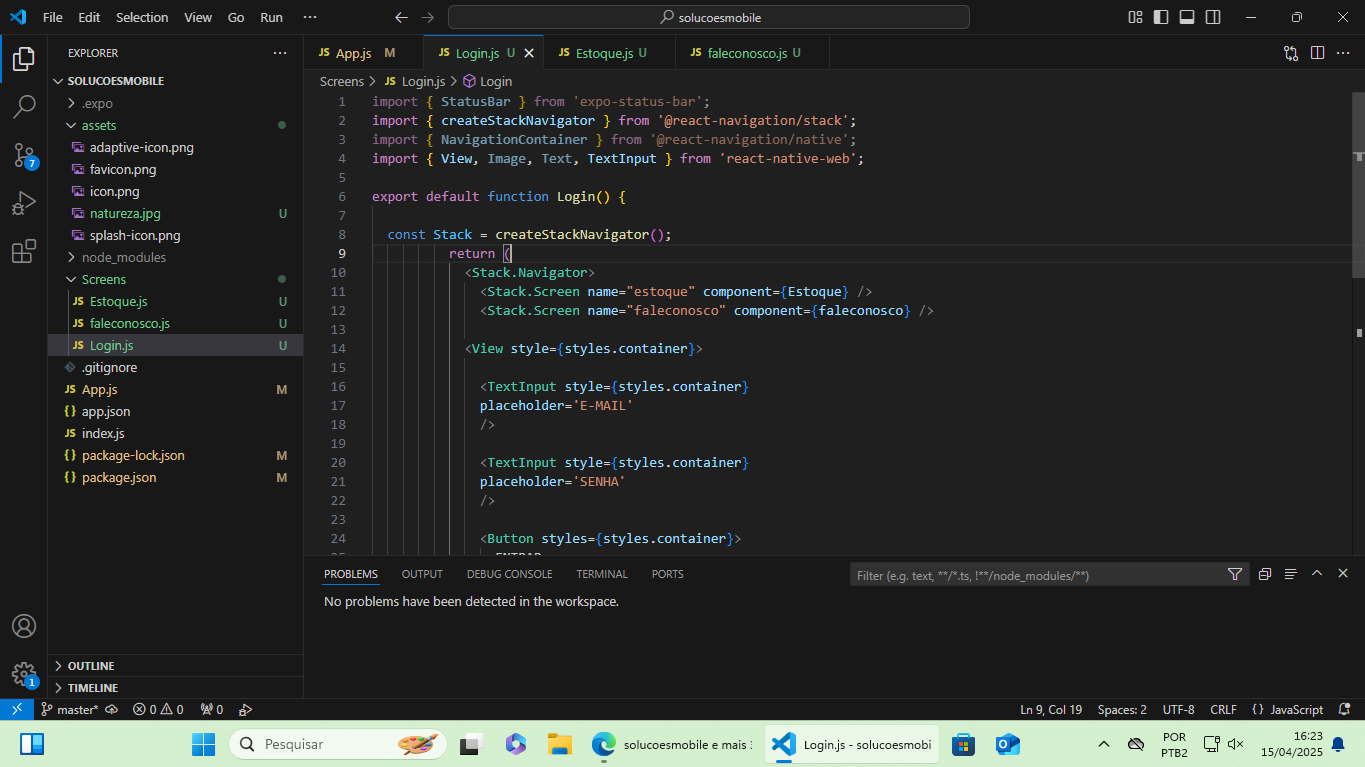 File Edit Selection View Go Run ···
solucoesmobile
EXPLORER
SOLUCOESMOBILE
.expo
assets
adaptive-icon.png
favicon.png
icon.png
natureza.jpg U
splash-icon.png
node_modules
Screens
JS Estoque.js U
JS faleconosco.js U
JS Login.js U
.gitignore
JS App.js M
{} app.json
JS index.js
{} package-lock.json M
{} package.json M
OUTLINE
TIMELINE
7
1
JS App.js M
JS Login.js U
JS Estoque.js U
JS faleconosco.js U
Screens > JS Login.js > Login
1 import { StatusBar } from 'expo-status-bar';
2 import { createStackNavigator } from '@react-navigation/stack';
3 import { NavigationContainer } from '@react-navigation/native';
4 import { View, Image, Text, TextInput } from 'react-native-web';
5
6 export default function Login() {
7
8 const Stack = createStackNavigator();
9 return (
10 <Stack.Navigator>
11 <Stack.Screen name="estoque" component={Estoque} />
12 <Stack.Screen name="faleconosco" component={faleconosco} />
13
14 <View style={styles.container}>
15
16 <TextInput style={styles.container}
17 placeholder='E-MAIL'
18 />
19
20 <TextInput style={styles.container}
21 placeholder='SENHA'
22 />
23
24 <Button styles={styles.container}>
25 ENTRAR
PROBLEMS OUTPUT DEBUG CONSOLE TERMINAL PORTS
Filter (e.g. text, **/*.ts, !**/node_modules/**)
No problems have been detected in the workspace.
master* 0 0 0
Ln 9, Col 19 Spaces: 2 UTF-8 CRLF {} JavaScript
Pesquisar
solucoesmobile e mais
Login.js - solucoesmobi
POR
PTB2
16:23
15/04/2025